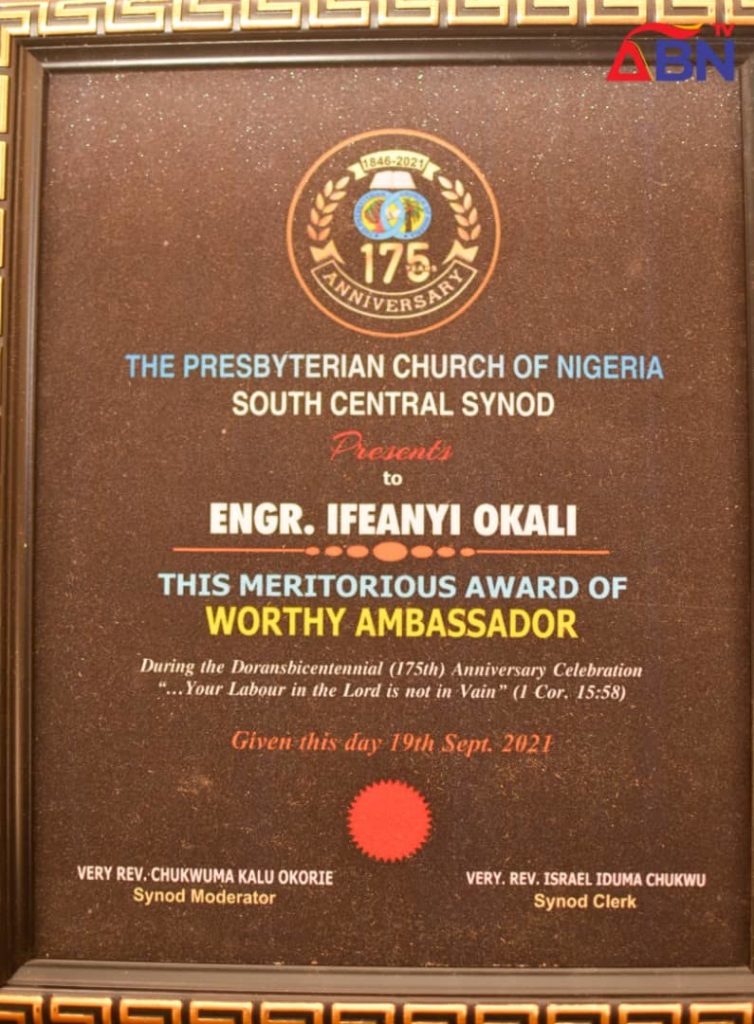 ABN TV
1846-2021
175
YEARS
ANNIVERSARY
THE PRESBYTERIAN CHURCH OF NIGERIA
SOUTH CENTRAL SYNOD
Presents
to
ENGR. IFEANYI OKALI
THIS MERITORIOUS AWARD OF
WORTHY AMBASSADOR
During the Doransbicentennial (175th) Anniversary Celebration
“...Your Labour in the Lord is not in Vain” (1 Cor. 15:58)
Given this day 19th Sept. 2021
VERY REV. CHUKWUMA KALU OKORIE
Synod Moderator
VERY. REV. ISRAEL IDUMA CHUKWU
Synod Clerk